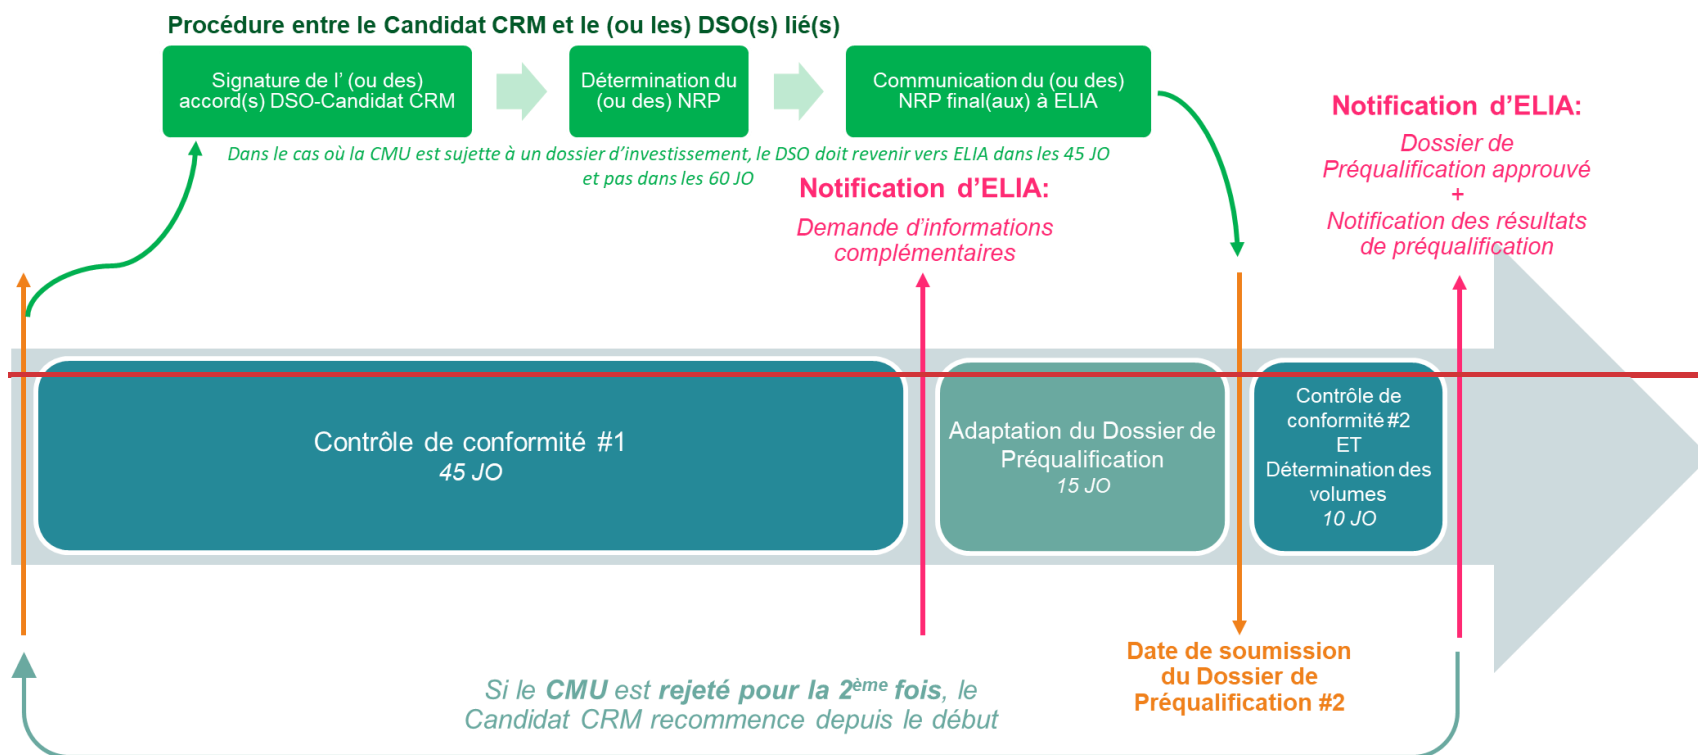 Procédure entre le Candidat CRM et le (ou les) DSO(s) lié(s)
Signature de l' (ou des)
accord(s) DSO-Candidat CRM
Détermination du
(ou des) NRP
Communication du (ou des)
NRP final(aux) à ELIA
Dans le cas où la CMU est sujette à un dossier d'investissement, le DSO doit revenir vers ELIA dans les 45 JO
et pas dans les 60 JO
Notification d'ELIA:
Demande d'informations
complémentaires
Notification d'ELIA:
Dossier de
Préqualification approuvé
+
Notification des résultats
de préqualification
Contrôle de conformité #1
45 JO
Adaptation du Dossier de
Préqualification
15 JO
Contrôle de
conformité #2
ET
Détermination des
volumes
10 JO
Date de soumission
du Dossier de
Préqualification #2
Si le CMU est rejeté pour la 2ème fois, le
Candidat CRM recommence depuis le début